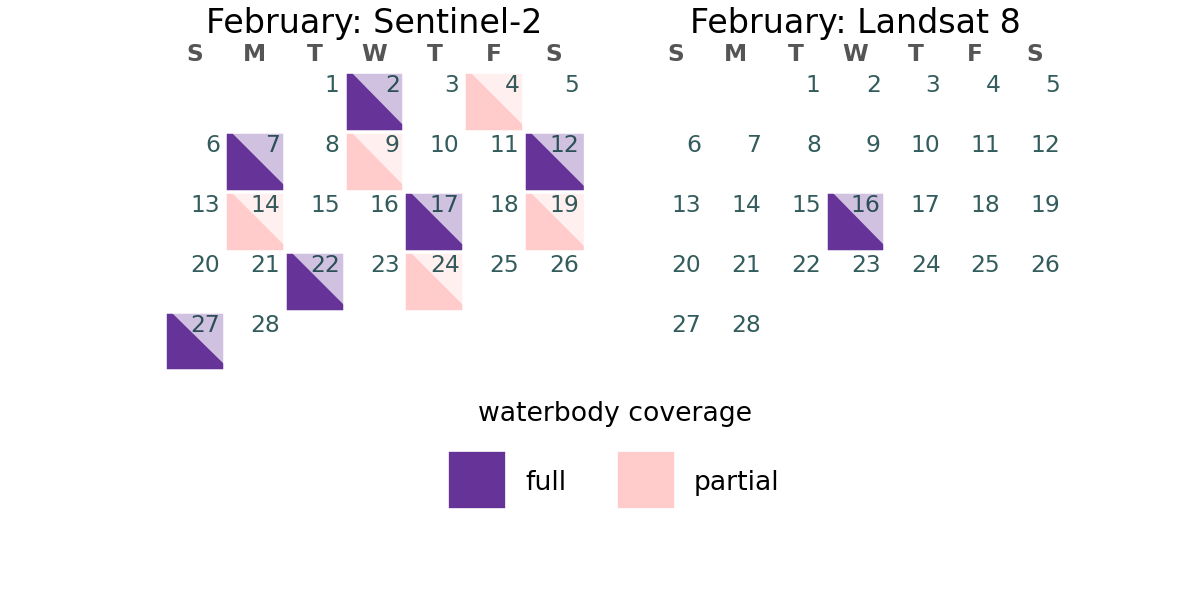 February: Sentinel-2
S M T W T F S
1 2 3 4 5
6 7 8 9 10 11 12
13 14 15 16 17 18 19
20 21 22 23 24 25 26
27 28
February: Landsat 8
S M T W T F S
1 2 3 4 5
6 7 8 9 10 11 12
13 14 15 16 17 18 19
20 21 22 23 24 25 26
27 28
waterbody coverage
full partial